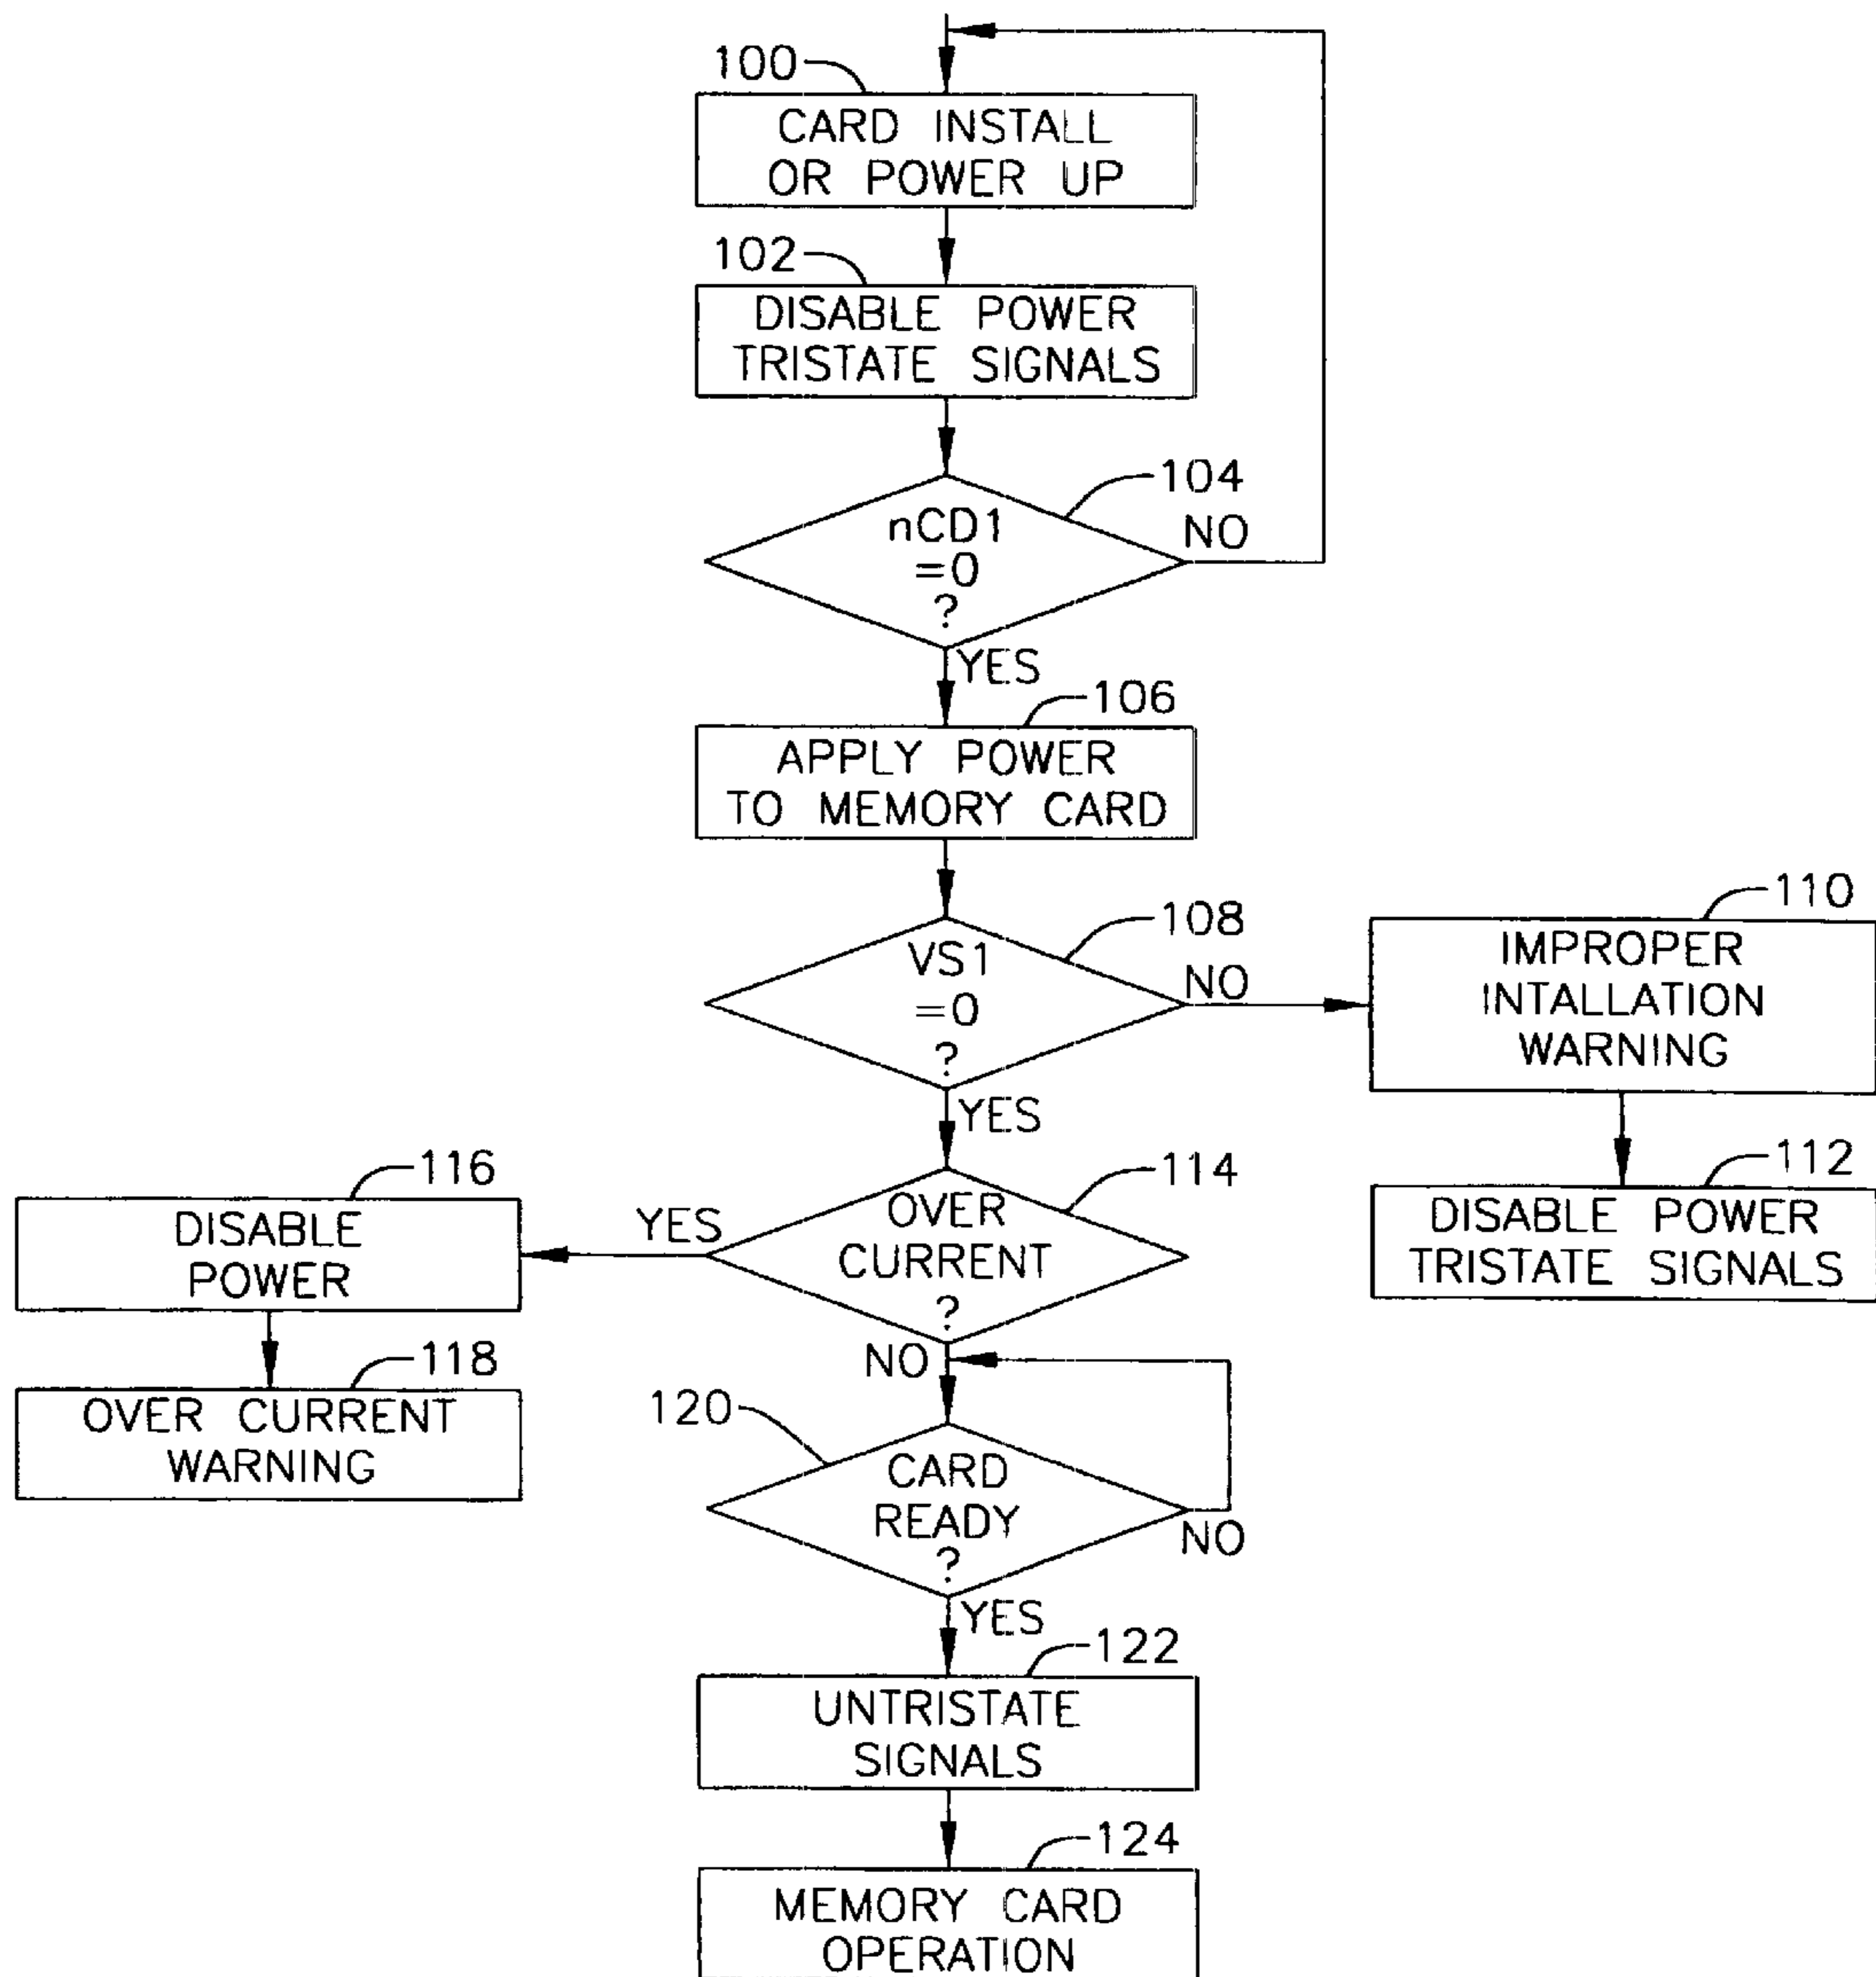 100
CARD INSTALL
OR POWER UP
102
DISABLE POWER
TRISTATE SIGNALS
104
nCD1
=0
?
NO
YES
106
APPLY POWER
TO MEMORY CARD
108
VS1
=0
?
NO
YES
110
IMPROPER
INTALLATION
WARNING
112
DISABLE POWER
TRISTATE SIGNALS
114
OVER
CURRENT
?
YES
NO
116
DISABLE
POWER
118
OVER CURRENT
WARNING
120
CARD
READY
?
NO
YES
122
UNTRISTATE
SIGNALS
124
MEMORY CARD
OPERATION